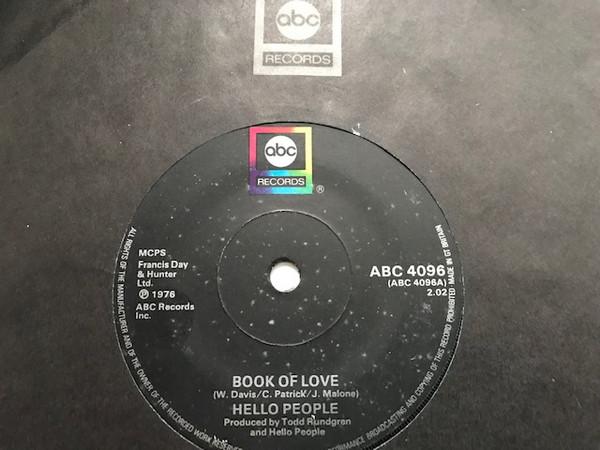 abc
RECORDS
abc
RECORDS
®
MCPS
Francis Day
& Hunter
Ltd.
℗ 1976
ABC Records
Inc.
ABC 4096
(ABC 4096A)
2.02
BOOK OF LOVE
(W. Davis/C. Patrick/J. Malone)
HELLO PEOPLE
Produced by Todd Rundgren
and Hello People
ALL RIGHTS OF THE MANUFACTURER AND OF THE OWNER OF THE RECORDED WORK
BROADCASTING AND COPYING OF THIS RECORD PROHIBITED MADE IN GT BRITAIN